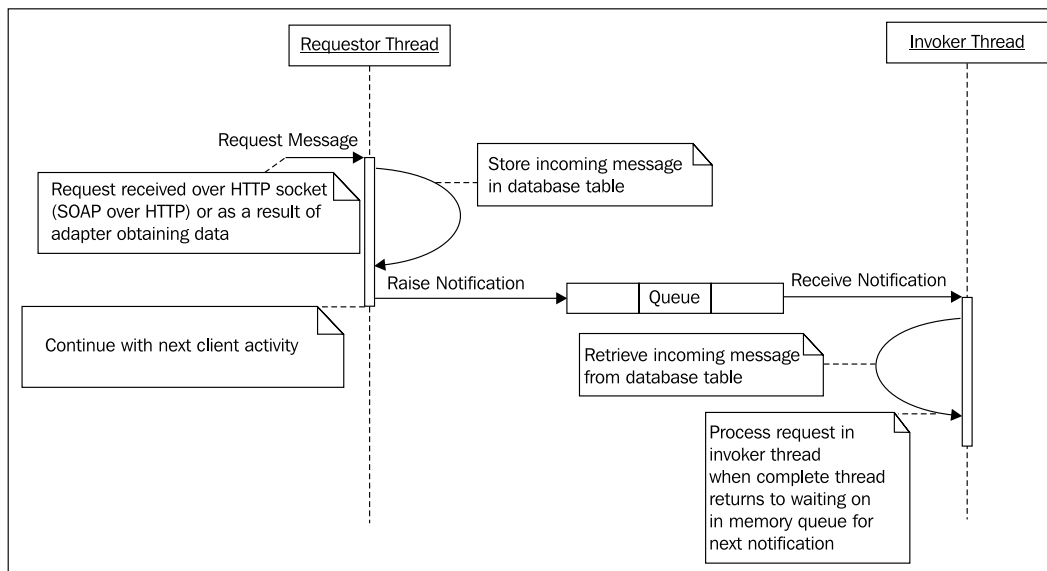 Requestor Thread
Invoker Thread
Request Message
Store incoming message
in database table
Request received over HTTP socket
(SOAP over HTTP) or as a result of
adapter obtaining data
Raise Notification
Queue
Receive Notification
Continue with next client activity
Retrieve incoming message
from database table
Process request in
invoker thread
when complete thread
returns to waiting on
in memory queue for
next notification